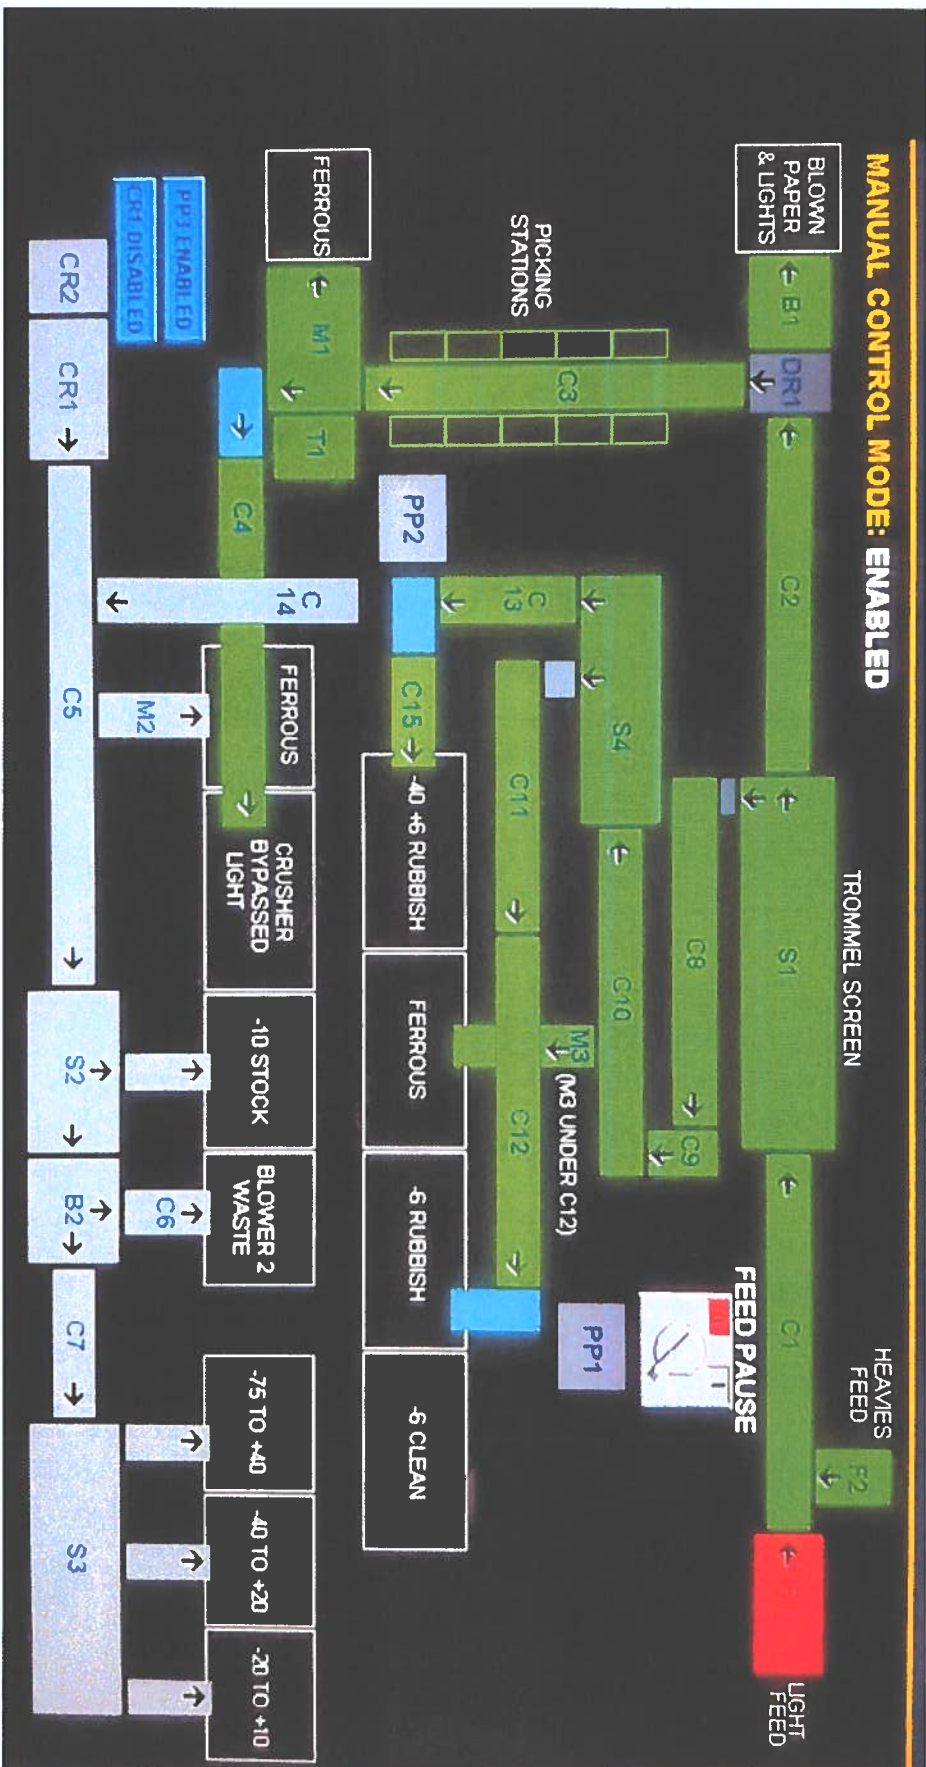 MANUAL CONTROL MODE: ENABLED
BLOWN
PAPER
& LIGHTS
B1
DR1
C2
TROMMEL SCREEN
S1
C1
HEAVIES
FEED
F2
LIGHT
FEED
FEED PAUSE
PICKING
STATIONS
C3
C8
C9
S4
C10
M3
(M3 UNDER C12)
PP1
C
13
C11
C12
PP2
C15
-40 +6 RUBBISH
FERROUS
-6 RUBBISH
-6 CLEAN
FERROUS
M1
T1
C4
C
14
FERROUS
CRUSHER
BYPASSED
LIGHT
-10 STOCK
BLOWER 2
WASTE
-75 TO +40
-40 TO +20
-20 TO +10
PP3 ENABLED
CR1 DISABLED
M2
C6
CR2
CR1
C5
S2
B2
C7
S3